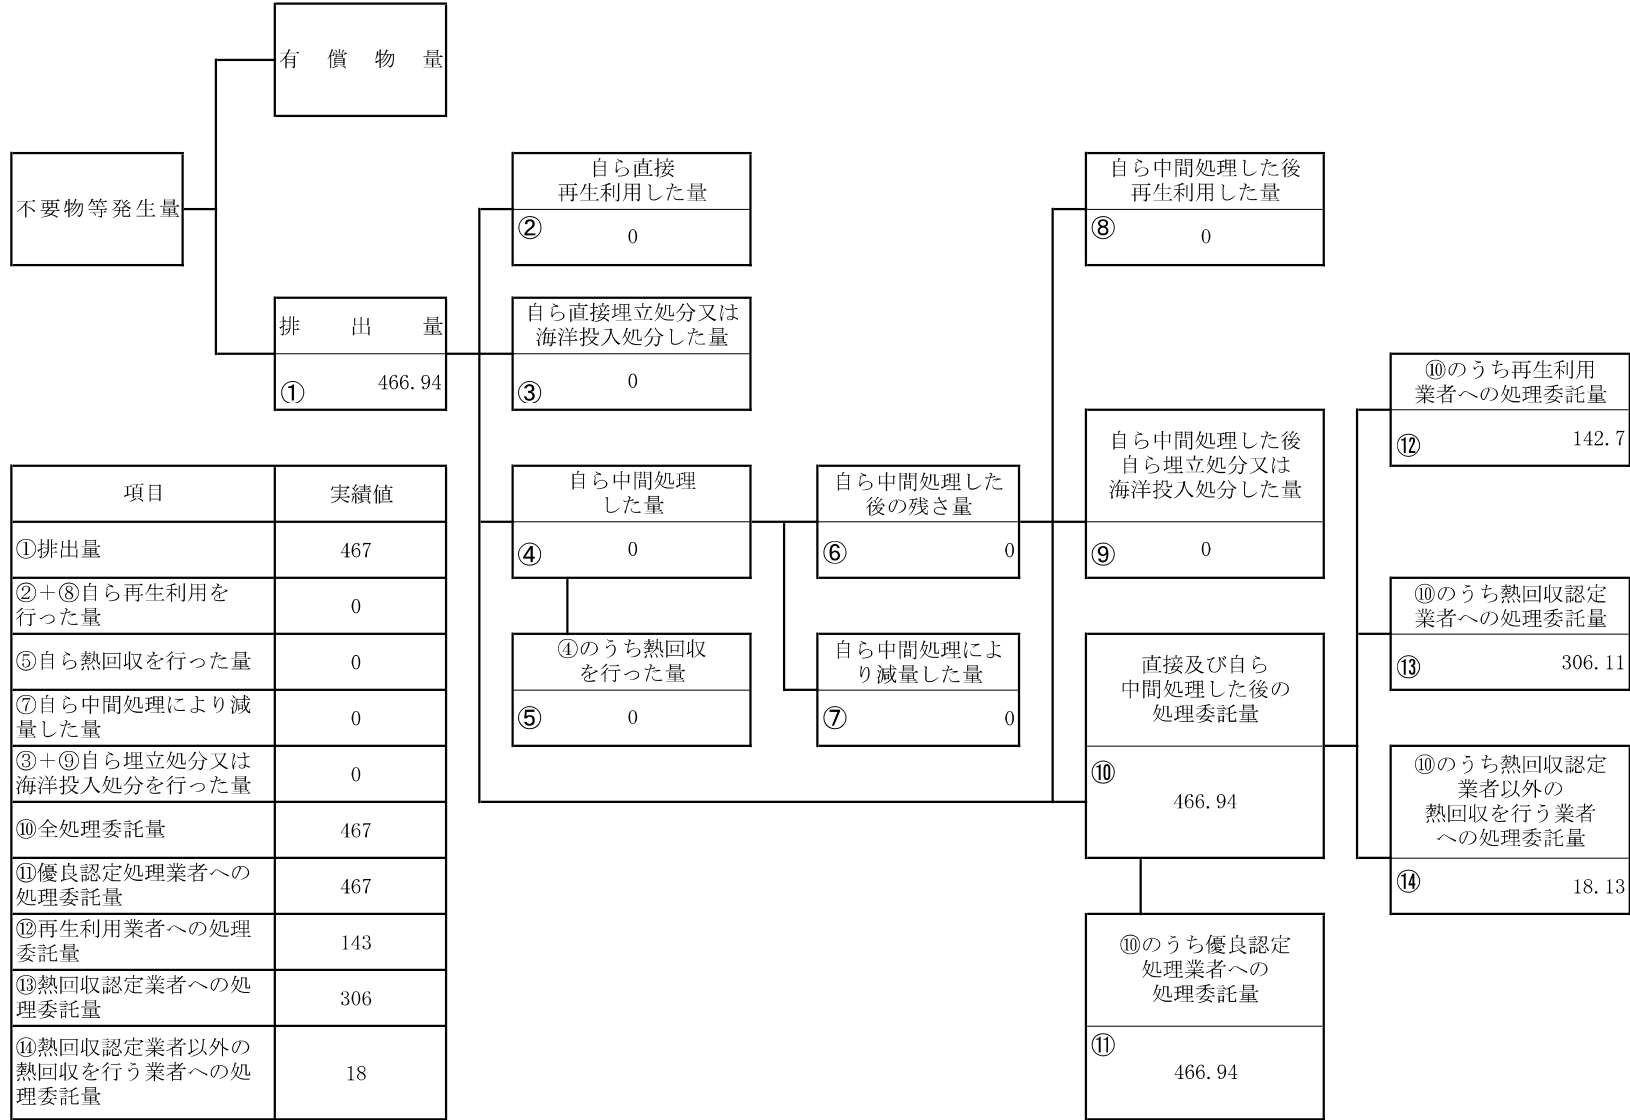 有償物量
不要物等発生量
排出量
① 466.94
自ら直接
再生利用した量
② 0
自ら直接埋立処分又は
海洋投入処分した量
③ 0
自ら中間処理
した量
④ 0
④のうち熱回収
を行った量
⑤ 0
自ら中間処理した
後の残さ量
⑥ 0
自ら中間処理によ
り減量した量
⑦ 0
自ら中間処理した後
再生利用した量
⑧ 0
自ら中間処理した後
自ら埋立処分又は
海洋投入処分した量
⑨ 0
直接及び自ら
中間処理した後の
処理委託量
⑩
466.94
⑩のうち優良認定
処理業者への
処理委託量
⑪
466.94
⑩のうち再生利用
業者への処理委託量
⑫ 142.7
⑩のうち熱回収認定
業者への処理委託量
⑬ 306.11
⑩のうち熱回収認定
業者以外の
熱回収を行う業者
への処理委託量
⑭ 18.13
項目 実績値
①排出量 467
②＋⑧自ら再生利用を
行った量 0
⑤自ら熱回収を行った量 0
⑦自ら中間処理により減
量した量 0
③＋⑨自ら埋立処分又は
海洋投入処分を行った量 0
⑩全処理委託量 467
⑪優良認定処理業者への
処理委託量 467
⑫再生利用業者への処理
委託量 143
⑬熱回収認定業者への処
理委託量 306
⑭熱回収認定業者以外の
熱回収を行う業者への処
理委託量 18